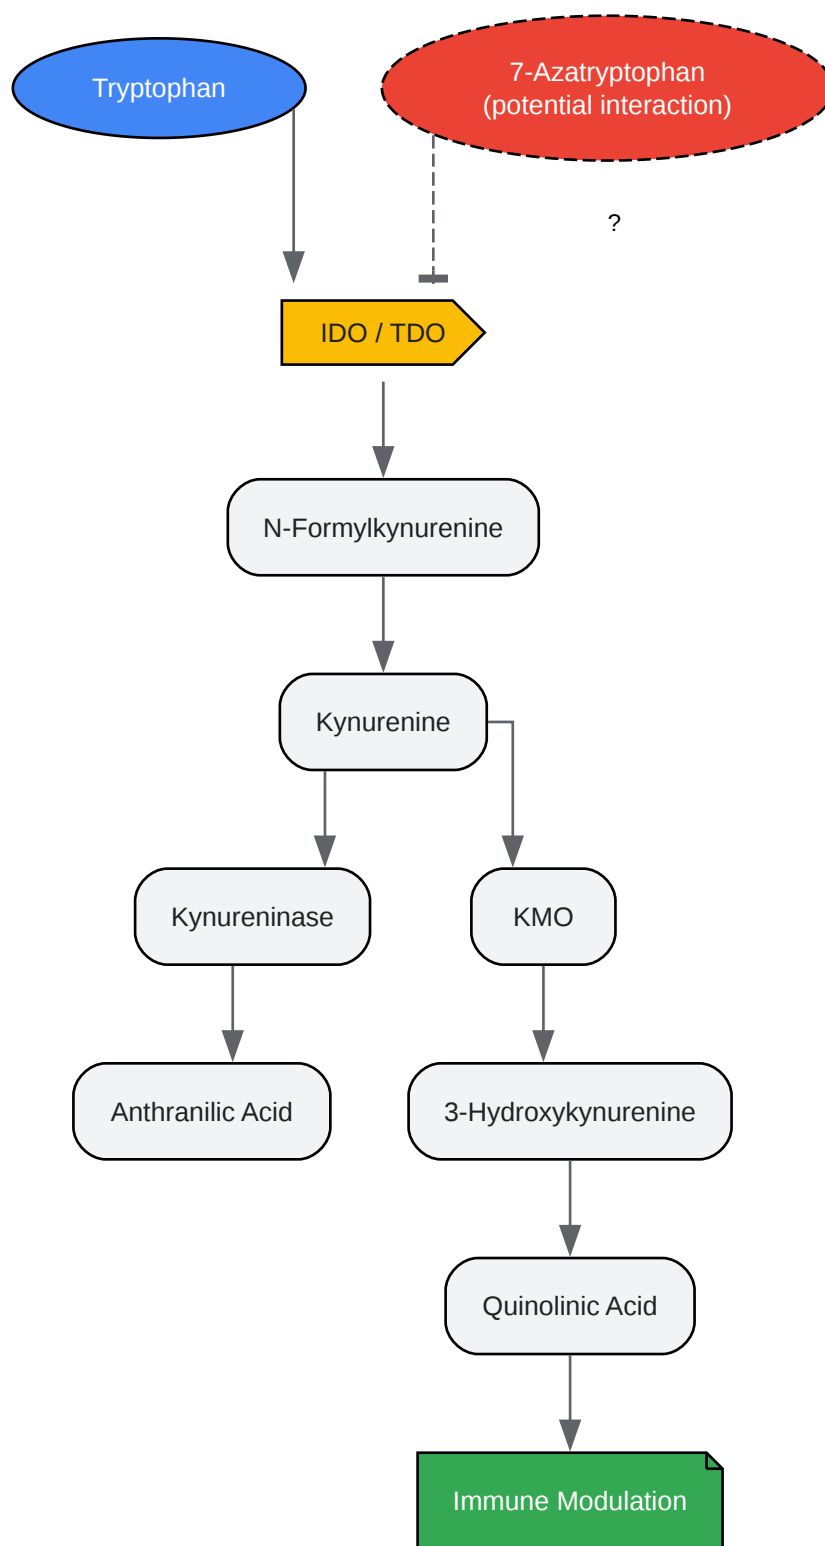 Tryptophan
7-Azatryptophan
(potential interaction)
?
IDO / TDO
N-Formylkynurenine
Kynurenine
Kynureninase
KMO
Anthranilic Acid
3-Hydroxykynurenine
Quinolinic Acid
Immune Modulation